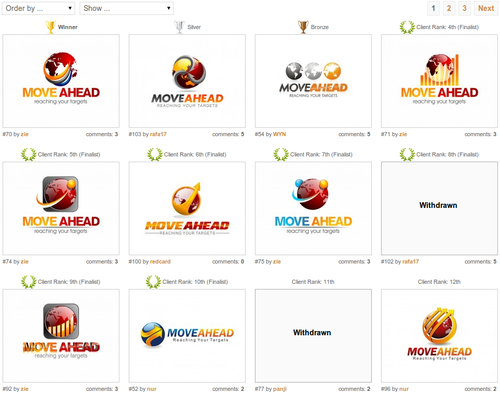 Order by ...
Show ...
1 2 3 Next
Winner
Silver
Bronze
Client Rank: 4th (Finalist)
MOVE AHEAD
reaching your targets
MOVEAHEAD
REACHING YOUR TARGETS
MOVEAHEAD
REACHING YOUR TARGETS
MOVE AHEAD
reaching your targets
#70 by zie comments: 3
#103 by rafa17 comments: 5
#54 by WYN comments: 5
#71 by zie comments: 3
Client Rank: 5th (Finalist)
Client Rank: 6th (Finalist)
Client Rank: 7th (Finalist)
Client Rank: 8th (Finalist)
MOVE AHEAD
reaching your targets
MOVE AHEAD
REACHING YOUR TARGETS
MOVE AHEAD
reaching your targets
Withdrawn
#74 by zie comments: 3
#100 by redcard comments: 0
#75 by zie comments: 3
#102 by rafa17 comments: 5
Client Rank: 9th (Finalist)
Client Rank: 10th (Finalist)
Client Rank: 11th
Client Rank: 12th
MOVE AHEAD
reaching your targets
MOVEAHEAD
Reaching Your Targets
Withdrawn
MOVEAHEAD
Reaching Your Targets
#92 by zie comments: 3
#52 by nur comments: 2
#77 by panji comments: 2
#96 by nur comments: 2